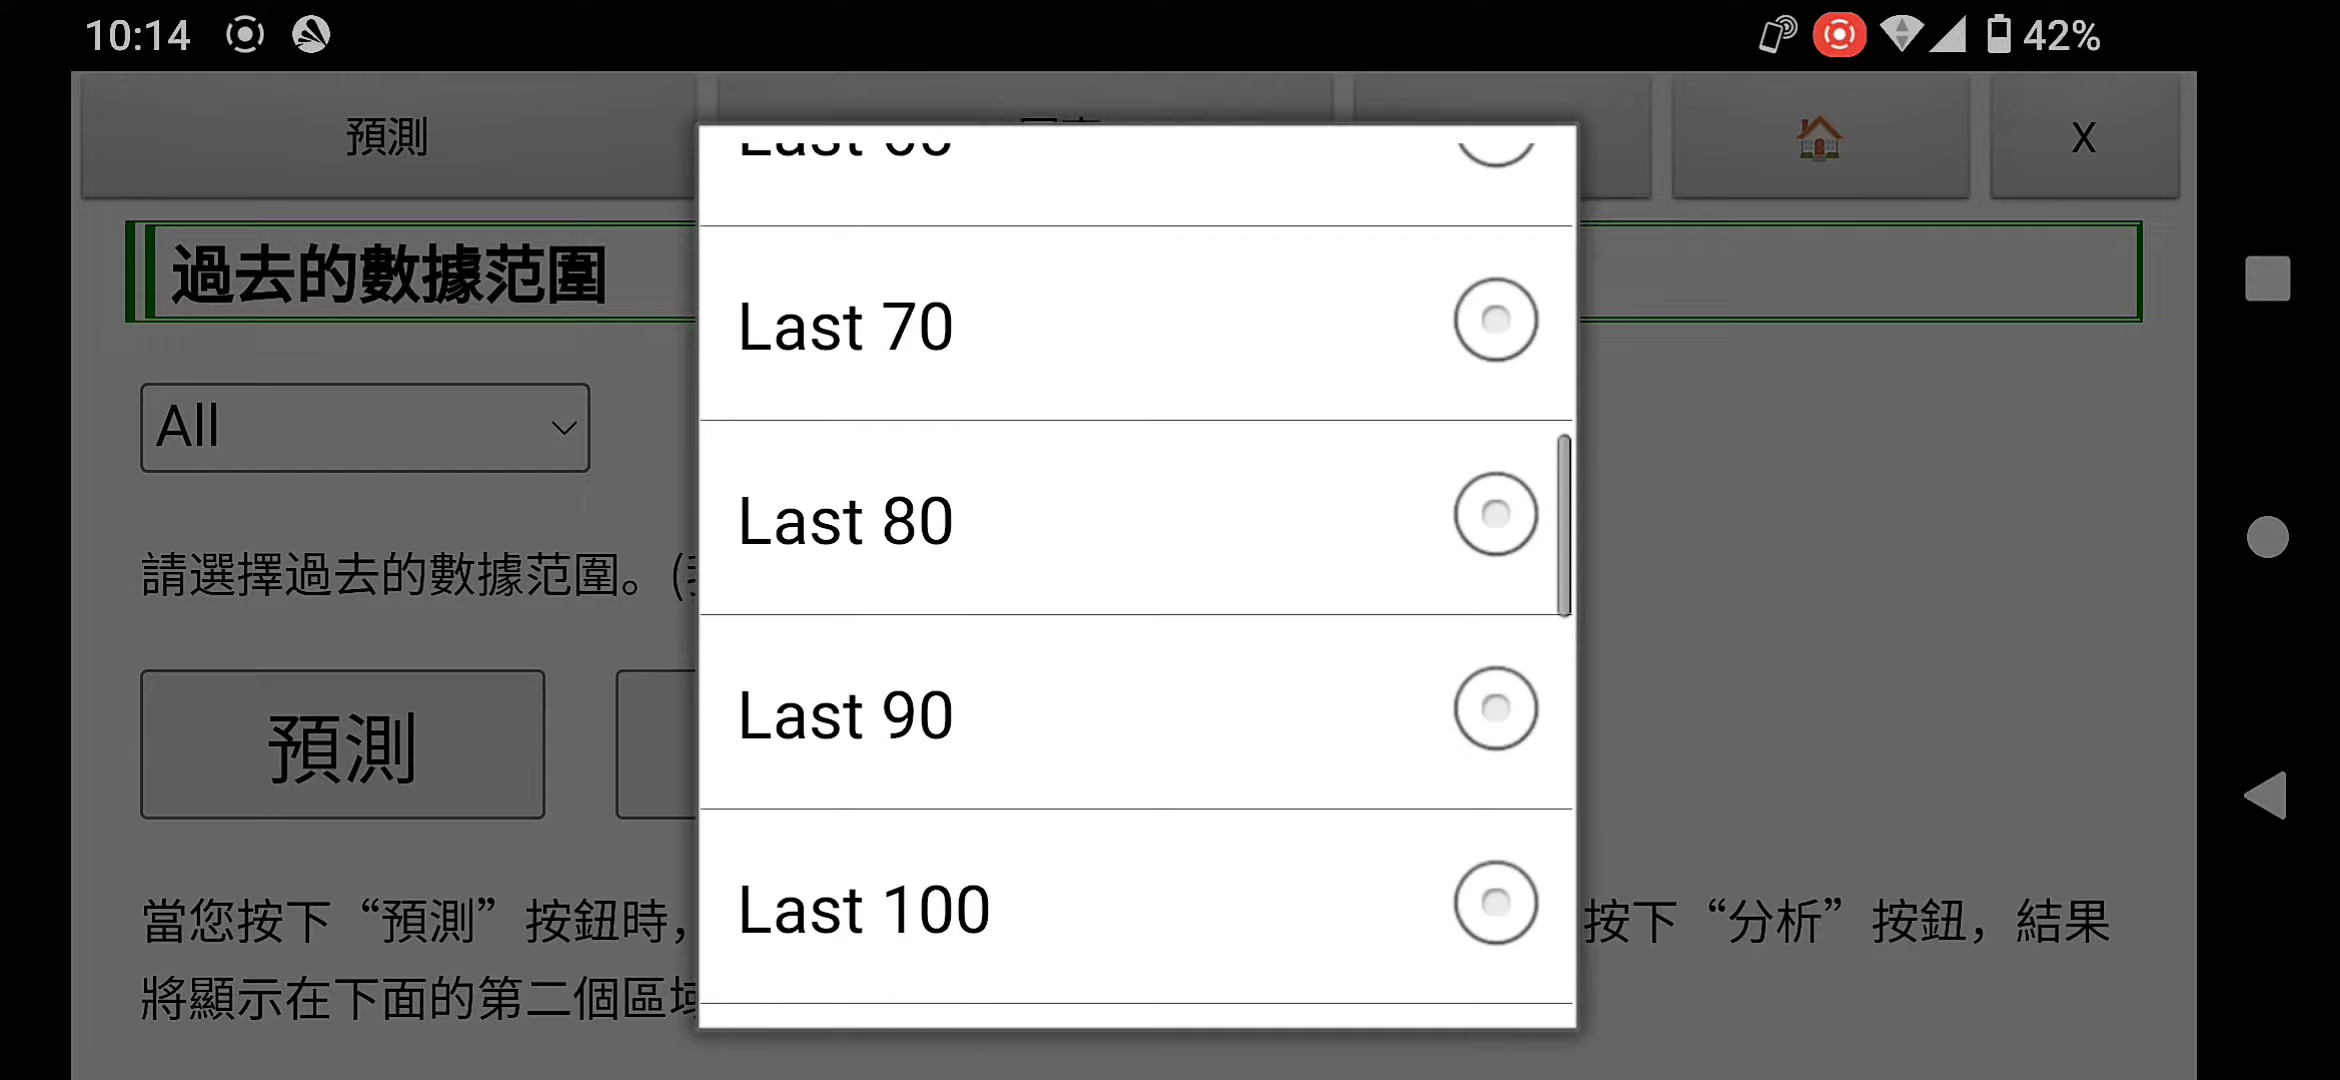 10:14
42%
預測
X
過去的數據范圍
All
請選擇過去的數據范圍。(
預測
當您按下“預測”按鈕時,
按下“分析”按鈕,結果
將顯示在下面的第二個區域
Last 60
Last 70
Last 80
Last 90
Last 100